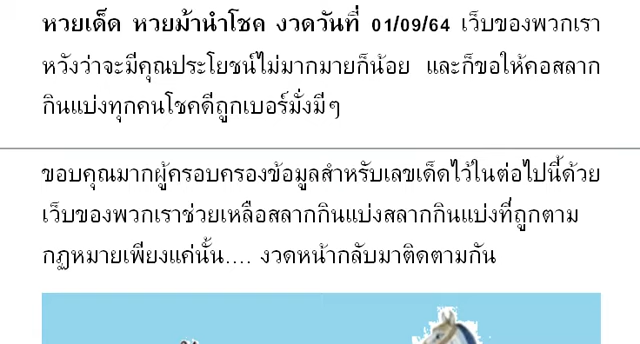 หวยเด็ด หวยม้านำโชค งวดวันที่ 01/09/64 เว็บของพวกเรา
หวังว่าจะมีคุณประโยชน์ไม่มากมายก็น้อย และก็ขอให้คอสลาก
กินแบ่งทุกคนโชคดีถูกเบอร์มั่งมีๆ
ขอบคุณมากผู้ครอบครองข้อมูลสำหรับเลขเด็ดไว้ในต่อไปนี้ด้วย
เว็บของพวกเราช่วยเหลือสลากกินแบ่งสลากกินแบ่งที่ถูกตาม
กฏหมายเพียงแค่นั้น.... งวดหน้ากลับมาติดตามกัน